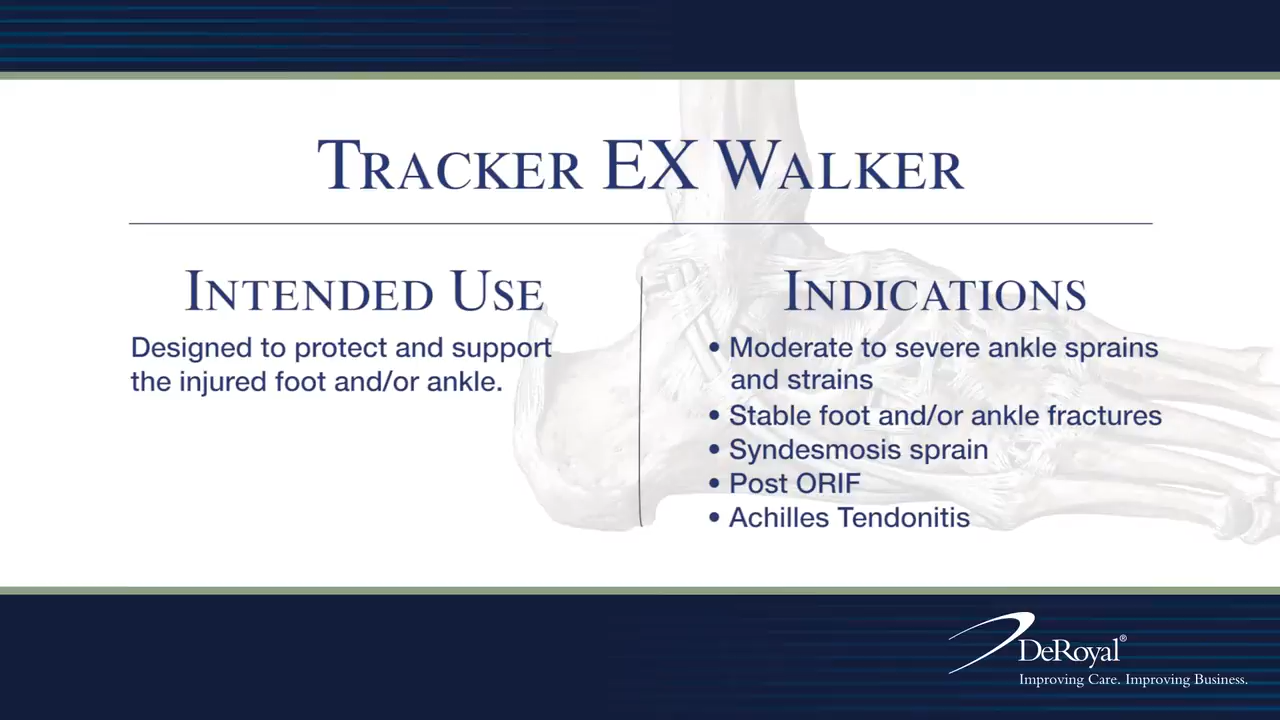 TRACKER EX WALKER
INTENDED USE
Designed to protect and support
the injured foot and/or ankle.
INDICATIONS
• Moderate to severe ankle sprains
and strains
• Stable foot and/or ankle fractures
• Syndesmosis sprain
• Post ORIF
• Achilles Tendonitis
DeRoyal®
Improving Care. Improving Business.